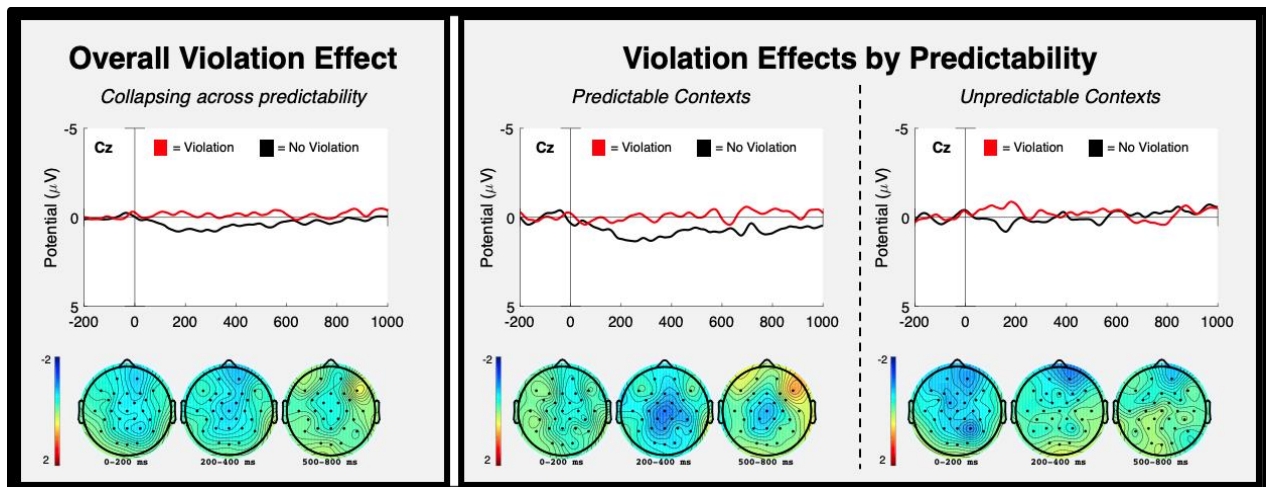 Overall Violation Effect
Collapsing across predictability
-5
Cz
= Violation
= No Violation
Potential (µV)
0
5
-200 0 200 400 600 800 1000
-2
2
0-200 ms
200-400 ms
500-800 ms
Violation Effects by Predictability
Predictable Contexts
-5
Cz
= Violation
= No Violation
Potential (µV)
0
5
-200 0 200 400 600 800 1000
-2
2
0-200 ms
200-400 ms
500-800 ms
Unpredictable Contexts
-5
Cz
= Violation
= No Violation
Potential (µV)
0
5
-200 0 200 400 600 800 1000
-2
2
0-200 ms
200-400 ms
500-800 ms